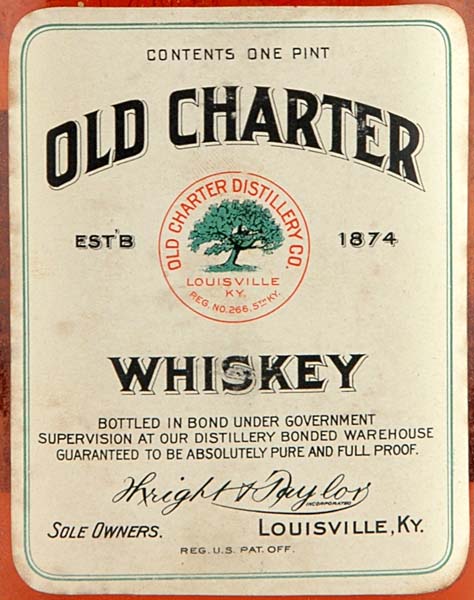 CONTENTS ONE PINT
OLD CHARTER
OLD CHARTER DISTILLERY CO.
EST'B 1874
LOUISVILLE
KY.
REG. NO. 266, 5TH KY.
WHISKEY
BOTTLED IN BOND UNDER GOVERNMENT
SUPERVISION AT OUR DISTILLERY BONDED WAREHOUSE
GUARANTEED TO BE ABSOLUTELY PURE AND FULL PROOF.
Wright & Taylor
INCORPORATED
SOLE OWNERS. LOUISVILLE, KY.
REG. U.S. PAT. OFF.